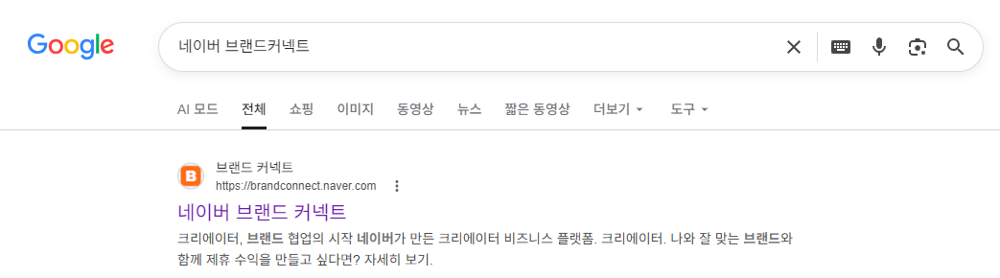 Google
네이버 브랜드커넥트
AI 모드 전체 쇼핑 이미지 동영상 뉴스 짧은 동영상 더보기 도구
B
브랜드 커넥트
https://brandconnect.naver.com
네이버 브랜드 커넥트
크리에이터, 브랜드 협업의 시작 네이버가 만든 크리에이터 비즈니스 플랫폼. 크리에이터. 나와 잘 맞는 브랜드와
함께 제휴 수익을 만들고 싶다면? 자세히 보기.